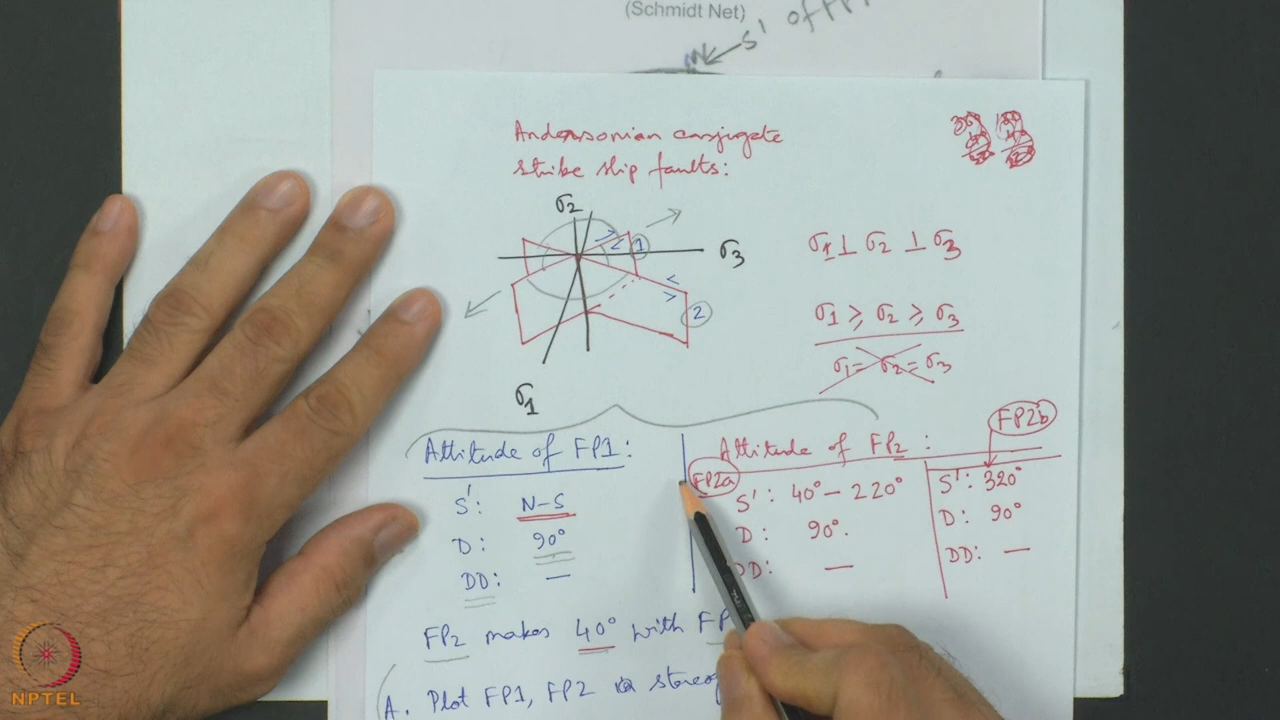 (Schmidt Net)
N ← S' of FP1
Andersonian conjugate
strike slip faults:
σ2
1
σ3
2
σ1
σ1 ⊥ σ2 ⊥ σ3
σ1 ⩾ σ2 ⩾ σ3
σ1 = σ2 = σ3
Attitude of FP1:
S': N-S
D: 90°
DD: —
Attitude of FP2:
FP2a
S': 40° - 220°
D: 90°.
DD: —
FP2b
S': 320°
D: 90°
DD: —
FP2 makes 40° with FP
A. Plot FP1, FP2
NPTEL